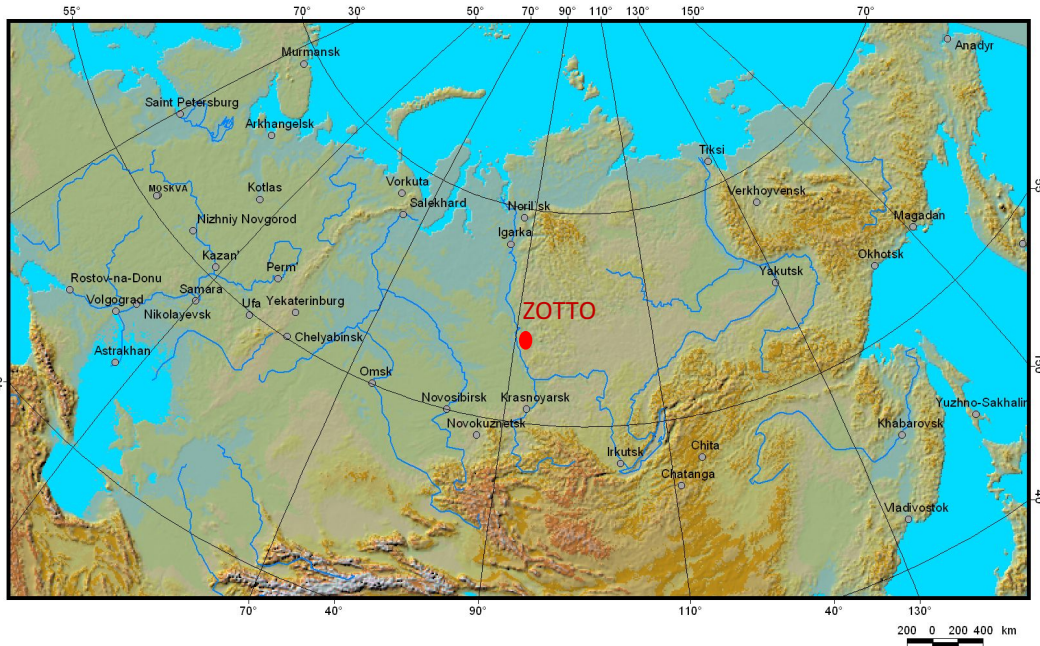 55° 70° 30° 50° 70° 90° 110° 130° 150° 70°
Anadyr
Murmansk
Saint Petersburg
Arkhangelsk
Tiksi
MOSKVA
Kotlas
Vorkuta
Salekhard
Noril'sk
Verkhoyvensk
Nizhniy Novgorod
Igarka
Magadan
Kazan'
Perm'
Okhotsk
Yakutsk
Rostov-na-Donu
Volgograd
Samara
Ufa
Yekaterinburg
Nikolayevsk
ZOTTO
Chelyabinsk
Astrakhan
Omsk
Novosibirsk
Krasnoyarsk
Yuzhno-Sakhalin
Novokuznetsk
Khabarovsk
Irkutsk
Chita
Chatanga
Vladivostok
70° 40° 90° 110° 40° 130°
200 0 200 400 km